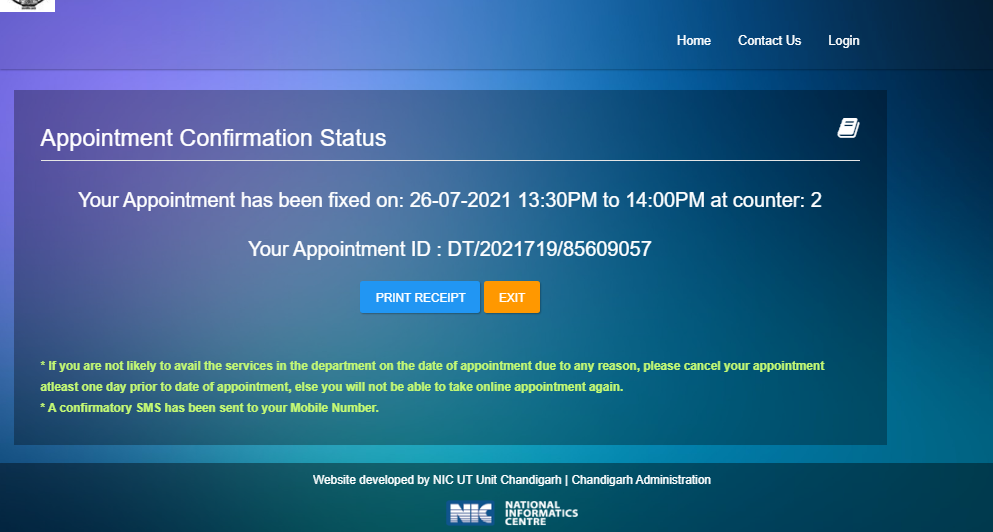 Home Contact Us Login
Appointment Confirmation Status
Your Appointment has been fixed on: 26-07-2021 13:30PM to 14:00PM at counter: 2
Your Appointment ID : DT/2021719/85609057
PRINT RECEIPT EXIT
* If you are not likely to avail the services in the department on the date of appointment due to any reason, please cancel your appointment
atleast one day prior to date of appointment, else you will not be able to take online appointment again.
* A confirmatory SMS has been sent to your Mobile Number.
Website developed by NIC UT Unit Chandigarh | Chandigarh Administration
NIC NATIONAL
INFORMATICS
CENTRE